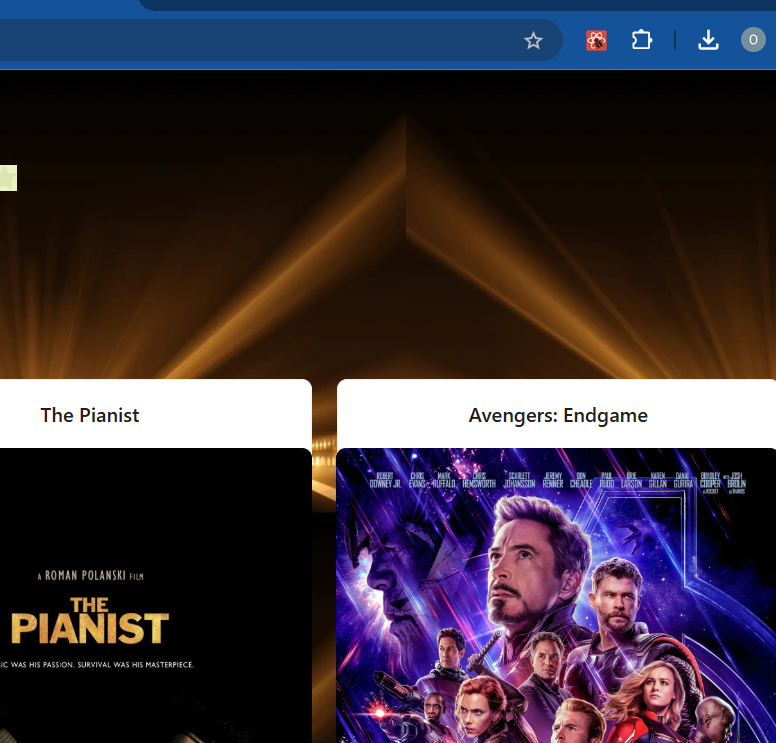 O
The Pianist
Avengers: Endgame
ROBERT DOWNEY JR. CHRIS EVANS MARK RUFFALO CHRIS HEMSWORTH SCARLETT JOHANSSON JEREMY RENNER DON CHEADLE PAUL RUDD BRIE LARSON KAREN GILLAN DANAI GURIRA BRADLEY COOPER WITH JOSH BROLIN
A ROMAN POLANSKI FILM
THE
PIANIST
IC WAS HIS PASSION. SURVIVAL WAS HIS MASTERPIECE.